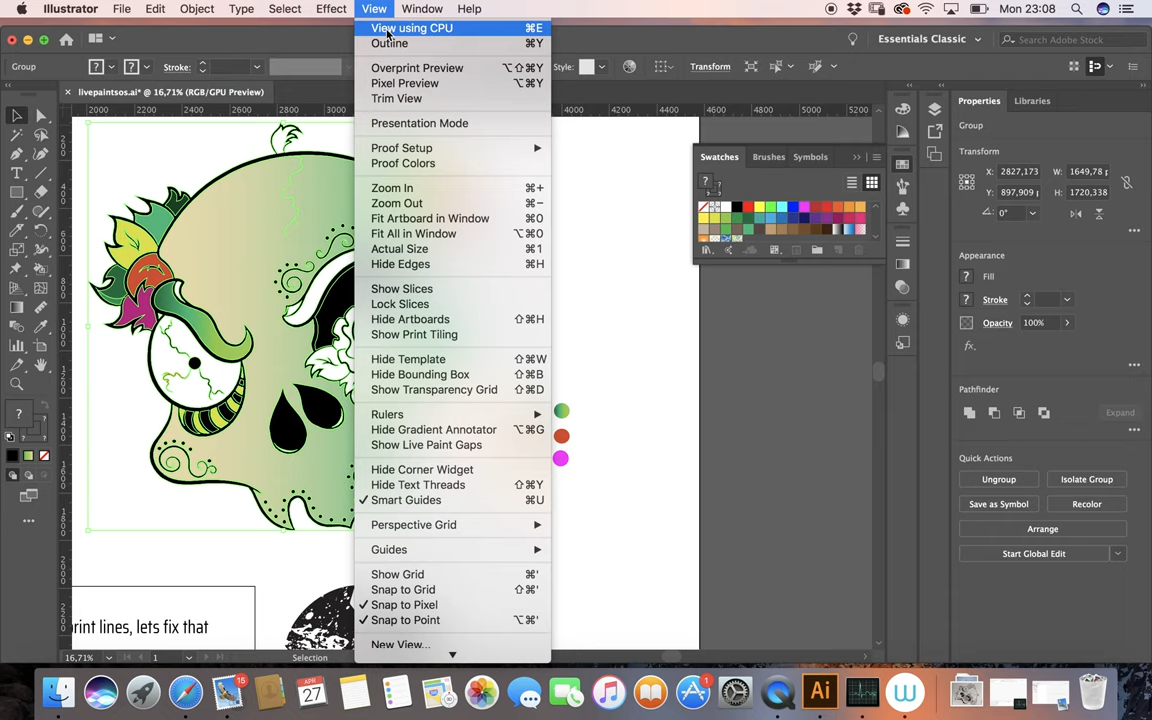 Illustrator File Edit Object Type Select Effect View Window Help Mon 23:08
Essentials Classic Search Adobe Stock
Group ? ? Stroke: Style: Transform
× livepaintsos.ai* @ 16,71% (RGB/GPU Preview)
2000 2200 2400 2600 2800 3000 4000 4200 4400 4600 4800 5000 5200
View using CPU ⌘E
Outline ⌘Y
Overprint Preview ⌥⇧⌘Y
Pixel Preview ⌥⌘Y
Trim View
Presentation Mode
Proof Setup
Proof Colors
Zoom In ⌘+
Zoom Out ⌘−
Fit Artboard in Window ⌘0
Fit All in Window ⌥⌘0
Actual Size ⌘1
Hide Edges ⌘H
Show Slices
Lock Slices
Hide Artboards ⇧⌘H
Show Print Tiling
Hide Template ⇧⌘W
Hide Bounding Box ⇧⌘B
Show Transparency Grid ⇧⌘D
Rulers
Hide Gradient Annotator ⌥⌘G
Show Live Paint Gaps
Hide Corner Widget
Hide Text Threads ⇧⌘Y
✓ Smart Guides ⌘U
Perspective Grid
Guides
Show Grid ⌘'
Snap to Grid ⇧⌘'
✓ Snap to Pixel
✓ Snap to Point ⌥⌘'
New View...
Swatches Brushes Symbols
Properties Libraries
Group
Transform
X: 2827,173 W: 1649,78 p
Y: 897,909 H: 1720,338
0°
Appearance
? Fill
? Stroke
Opacity 100%
fx.
Pathfinder
Expand
Quick Actions
Ungroup Isolate Group
Save as Symbol Recolor
Arrange
Start Global Edit
rint lines, lets fix that
16,71% 1 Selection
15
APR
27
1
Ai
W